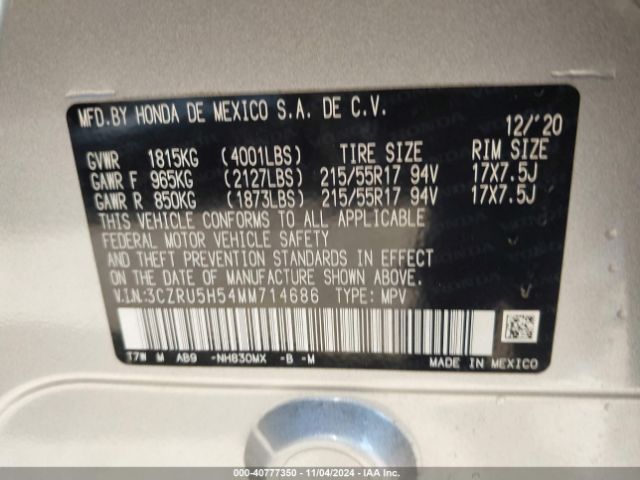 MFD.BY HONDA DE MEXICO S.A. DE C.V.
12/'20
GVWR 1815KG (4001LBS) TIRE SIZE RIM SIZE
GAWR F 965KG (2127LBS) 215/55R17 94V 17X7.5J
GAWR R 850KG (1873LBS) 215/55R17 94V 17X7.5J
THIS VEHICLE CONFORMS TO ALL APPLICABLE
FEDERAL MOTOR VEHICLE SAFETY
AND THEFT PREVENTION STANDARDS IN EFFECT
ON THE DATE OF MANUFACTURE SHOWN ABOVE.
V.I.N:3CZRU5H54MM714686 TYPE: MPV
T7W M AB9 -NH830MX -B -M
MADE IN MEXICO
000-40777350 - 11/04/2024 - IAAI.com